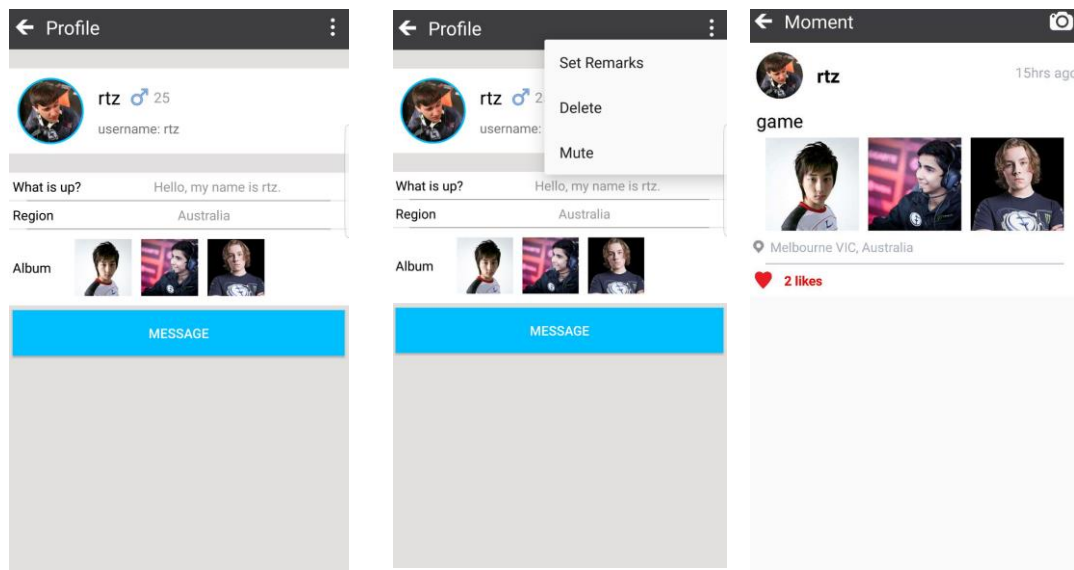 Profile
rtz 25
username: rtz
What is up? Hello, my name is rtz.
Region Australia
Album
MESSAGE
Profile
Set Remarks
Delete
Mute
rtz 2
username:
What is up? Hello, my name is rtz.
Region Australia
Album
MESSAGE
Moment
rtz 15hrs ago
game
Melbourne VIC, Australia
2 likes